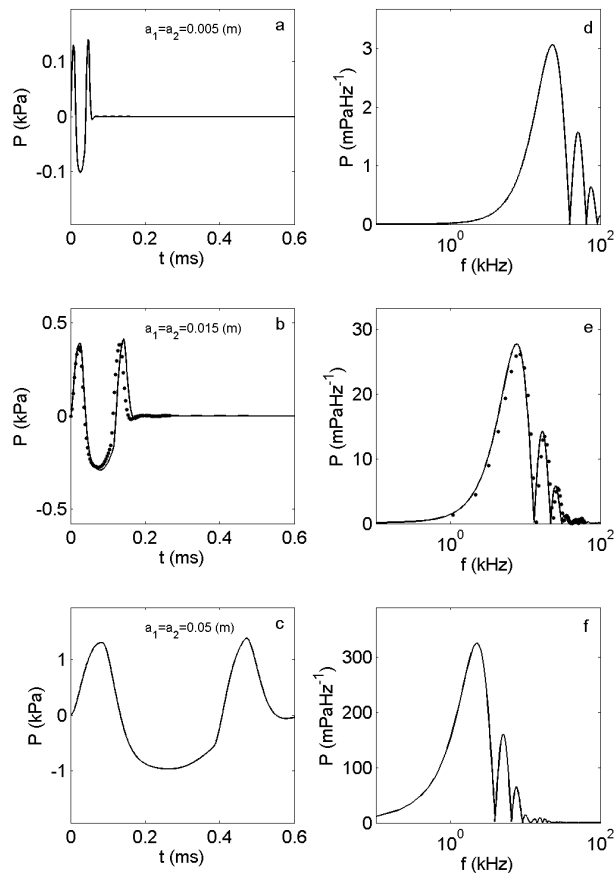 a₁=a₂=0.005 (m)
a
0.1
0
-0.1
P (kPa)
0 0.2 0.4 0.6
t (ms)
d
3
2
1
0
P (mPaHz⁻¹)
10⁰ 10²
f (kHz)
a₁=a₂=0.015 (m)
b
0.5
0
-0.5
P (kPa)
0 0.2 0.4 0.6
t (ms)
e
30
20
10
0
P (mPaHz⁻¹)
10⁰ 10²
f (kHz)
a₁=a₂=0.05 (m)
c
1
0
-1
P (kPa)
0 0.2 0.4 0.6
t (ms)
f
300
200
100
0
P (mPaHz⁻¹)
10⁰ 10²
f (kHz)